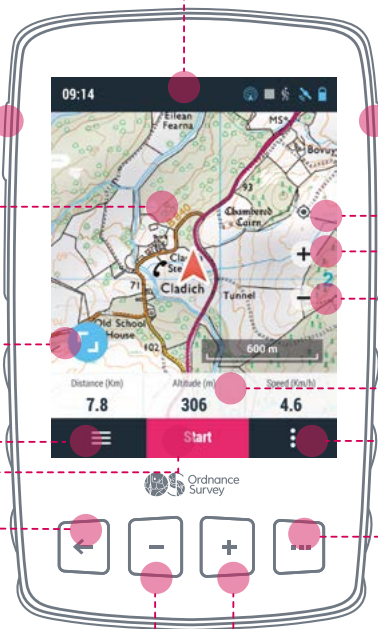 09:14
Eilean
Fearna
MS
Bovuy
93
Chambered
Cairn
+
2
Cladich
71
Tunnel
−
Old School
House
102
600 m
Distance (Km) Altitude (m) Speed (Km/h)
7.8 306 4.6
Start
Ordnance
Survey
− +